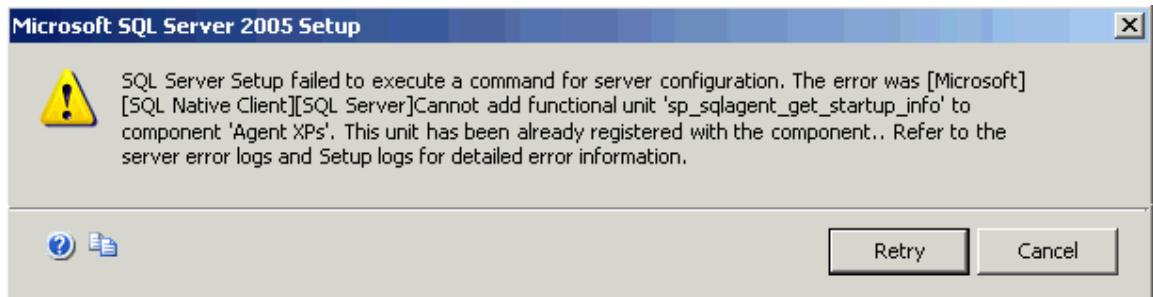 Microsoft SQL Server 2005 Setup
SQL Server Setup failed to execute a command for server configuration. The error was [Microsoft]
[SQL Native Client][SQL Server]Cannot add functional unit 'sp_sqlagent_get_startup_info' to
component 'Agent XPs'. This unit has been already registered with the component.. Refer to the
server error logs and Setup logs for detailed error information.
Retry Cancel